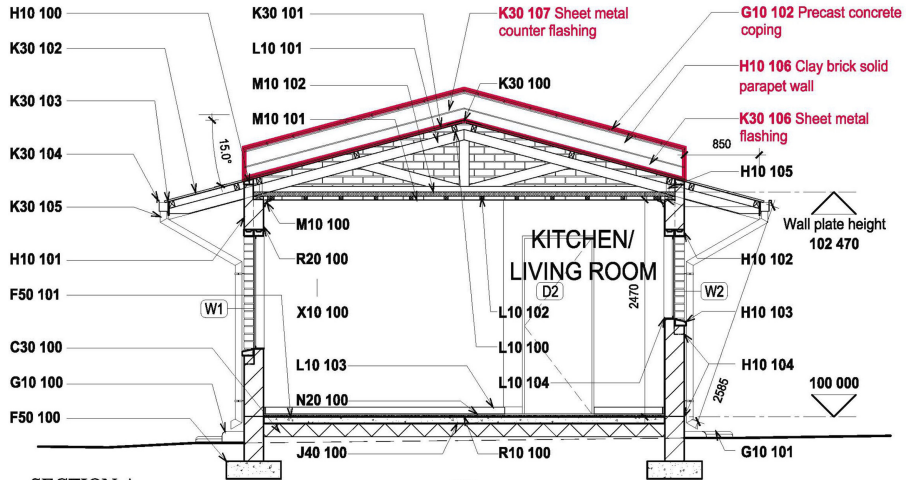 H10 100
K30 102
K30 103
K30 104
K30 105
H10 101
F50 101
C30 100
G10 100
F50 100
15.0°
K30 101
L10 101
M10 102
M10 101
K30 107 Sheet metal
counter flashing
K30 100
G10 102 Precast concrete
coping
H10 106 Clay brick solid
parapet wall
K30 106 Sheet metal
flashing
850
H10 105
Wall plate height
102 470
M10 100
R20 100
X10 100
W1
KITCHEN/
LIVING ROOM
D2
2470
W2
L10 102
L10 100
L10 103
L10 104
N20 100
J40 100
R10 100
H10 102
H10 103
H10 104
2585
100 000
G10 101